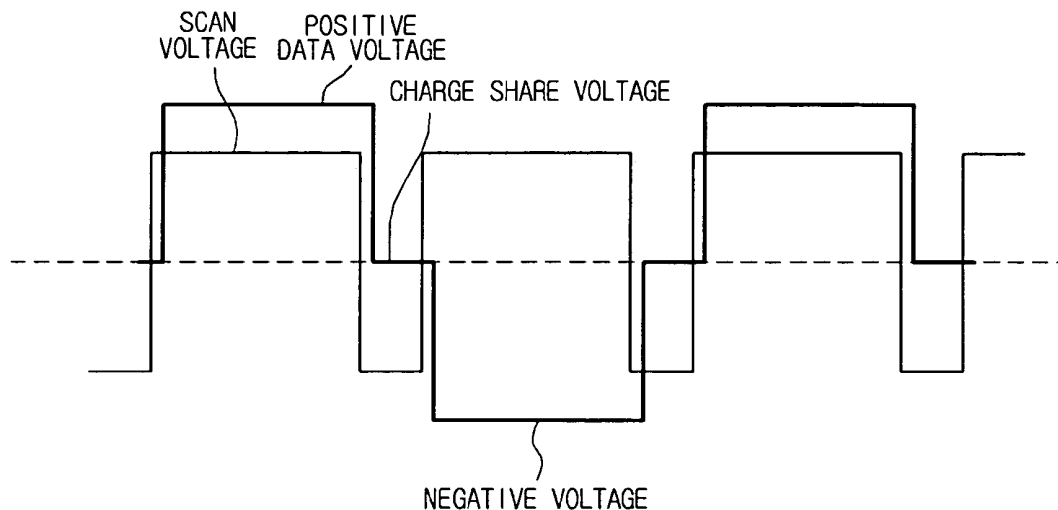 SCAN
VOLTAGE
POSITIVE
DATA VOLTAGE
CHARGE SHARE VOLTAGE
NEGATIVE VOLTAGE